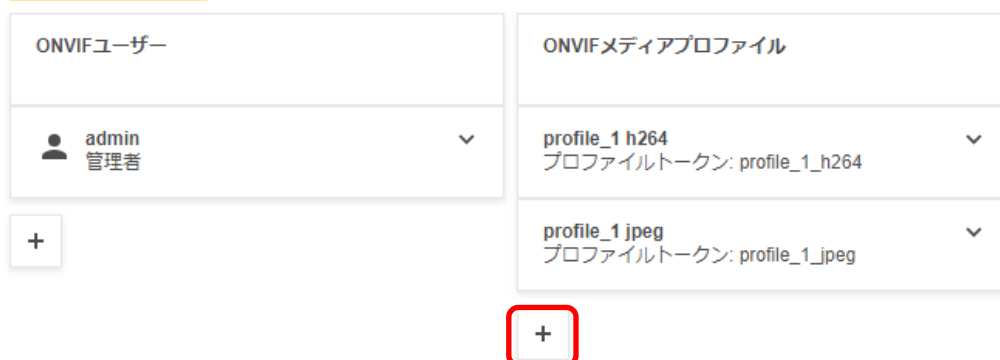 ONVIFユーザー
admin
管理者
+
ONVIFメディアプロファイル
profile_1 h264
プロファイルトークン: profile_1_h264
profile_1 jpeg
プロファイルトークン: profile_1_jpeg
+